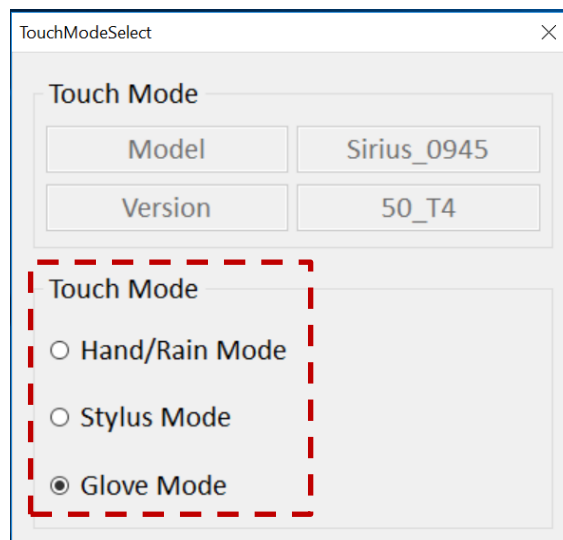 TouchModeSelect
Touch Mode
Model Sirius_0945
Version 50_T4
Touch Mode
Hand/Rain Mode
Stylus Mode
Glove Mode